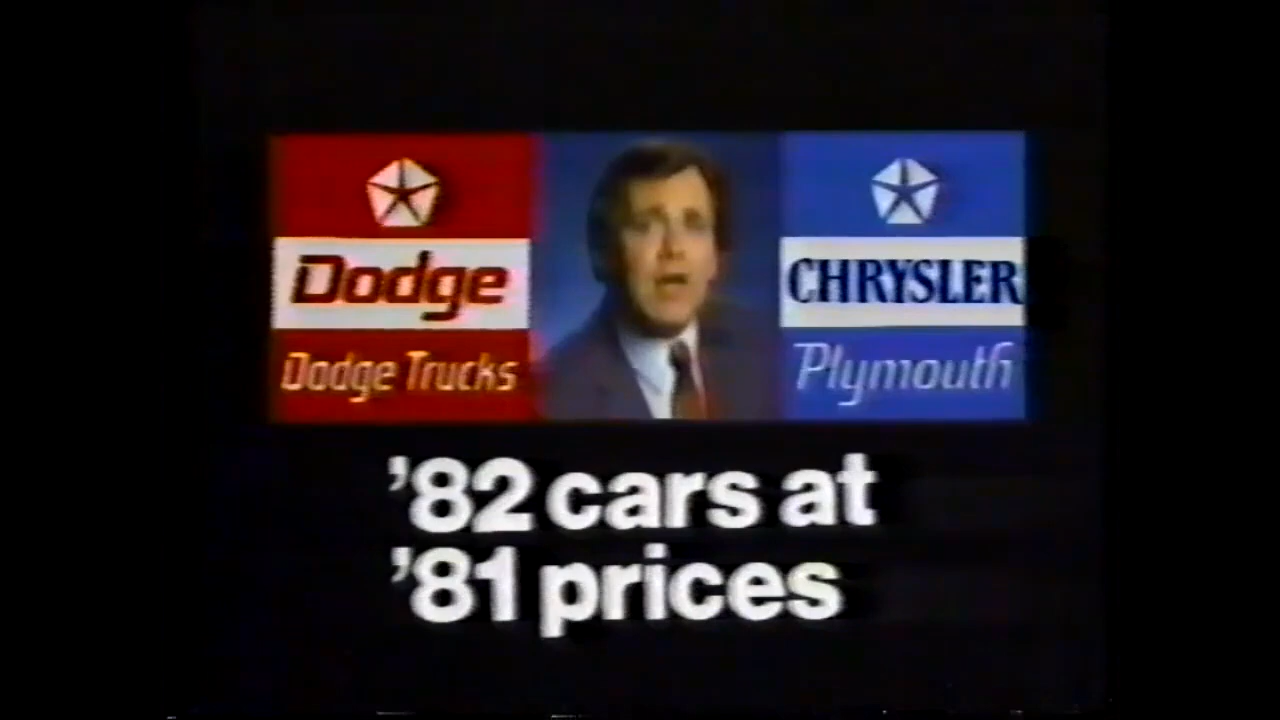 Dodge
Dodge Trucks
CHRYSLER
Plymouth
'82 cars at
'81 prices